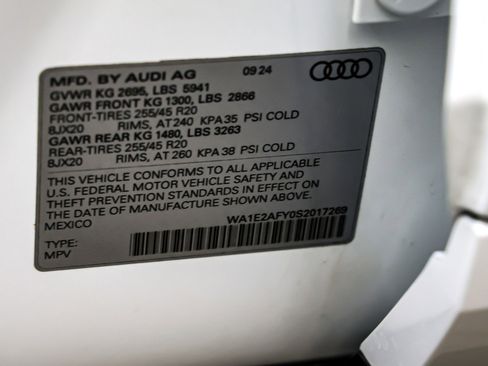 MFD. BY AUDI AG 09 24
GVWR KG 2695, LBS 5941
GAWR FRONT KG 1300, LBS 2866
FRONT-TIRES 255/45 R20
8JX20 RIMS, AT 240 KPA 35 PSI COLD
GAWR REAR KG 1480, LBS 3263
REAR-TIRES 255/45 R20
8JX20 RIMS, AT 260 KPA 38 PSI COLD
THIS VEHICLE CONFORMS TO ALL APPLICABLE
U.S. FEDERAL MOTOR VEHICLE SAFETY AND
THEFT PREVENTION STANDARDS IN EFFECT ON
THE DATE OF MANUFACTURE SHOWN ABOVE.
MEXICO WA1E2AFY0S2017269
TYPE:
MPV